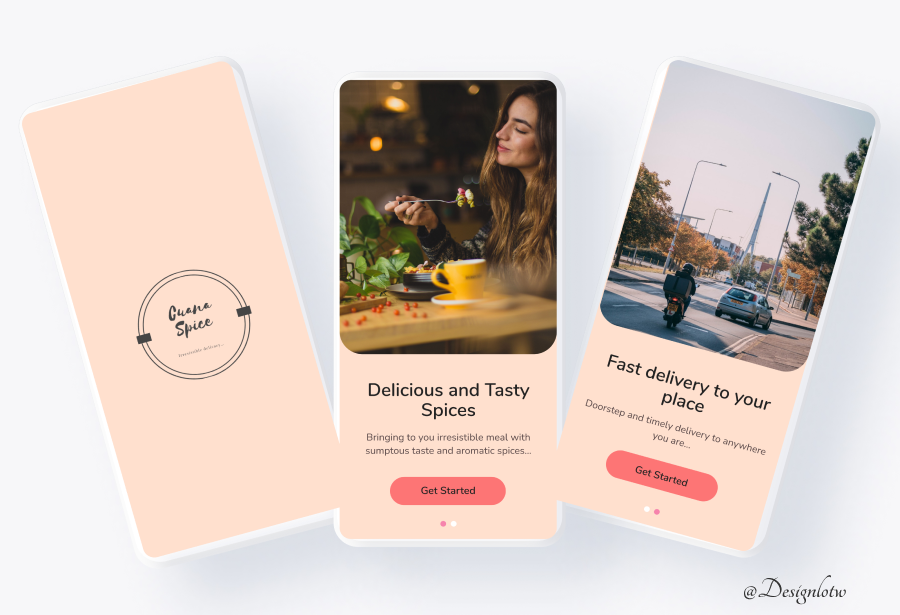 Cuana
Spice
Irresistible delivery...
Delicious and Tasty
Spices
Bringing to you irresistible meal with
sumptous taste and aromatic spices...
Get Started
Fast delivery to your
place
Doorstep and timely delivery to anywhere
you are...
Get Started
@Designlotw